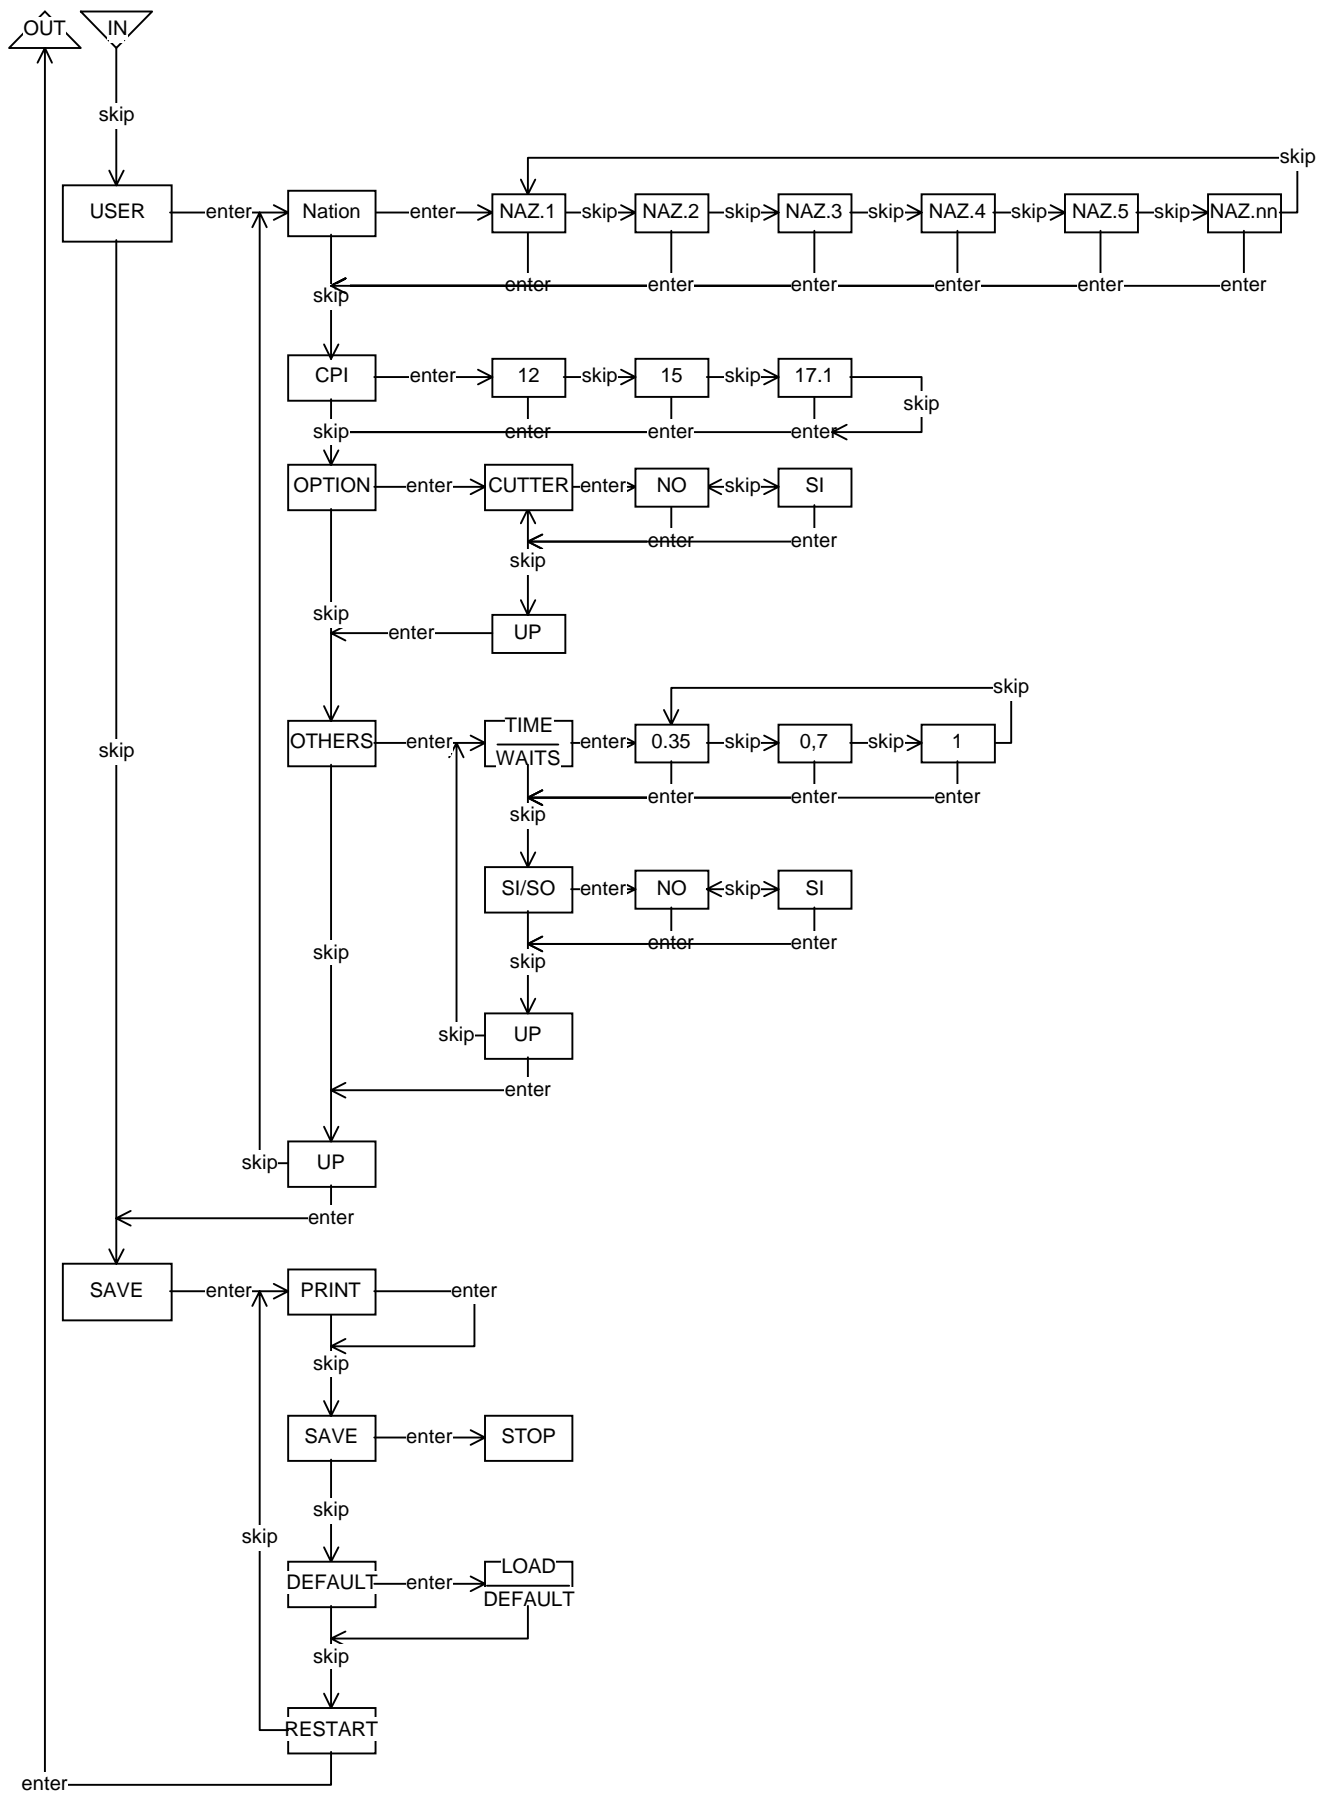 OUT IN
skip
skip
USER enter Nation enter NAZ.1 skip NAZ.2 skip NAZ.3 skip NAZ.4 skip NAZ.5 skip NAZ.nn
skip enter enter enter enter enter enter
CPI enter 12 skip 15 skip 17.1
skip
skip enter enter enter
OPTION enter CUTTER enter NO skip SI
enter enter
skip
skip
enter UP
skip
OTHERS enter TIME enter 0.35 skip 0,7 skip 1
WAITS
skip
enter enter enter
skip
SI/SO enter NO skip SI
enter enter
skip skip
skip UP
enter
skip UP
enter
SAVE enter PRINT enter
skip
SAVE enter STOP
skip
skip
DEFAULT enter LOAD
DEFAULT
skip
RESTART
enter